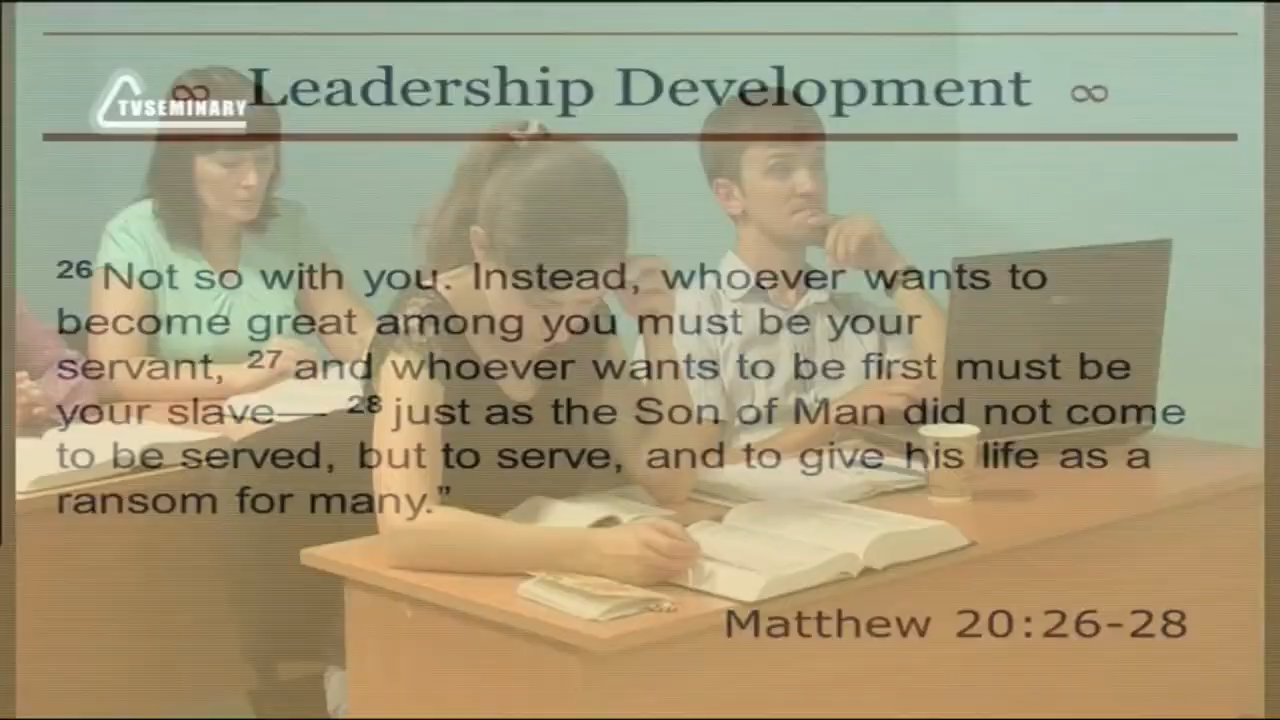 ∞ Leadership Development ∞
TVSEMINARY
26 Not so with you. Instead, whoever wants to
become great among you must be your
servant, 27 and whoever wants to be first must be
your slave— 28 just as the Son of Man did not come
to be served, but to serve, and to give his life as a
ransom for many.”
Matthew 20:26-28